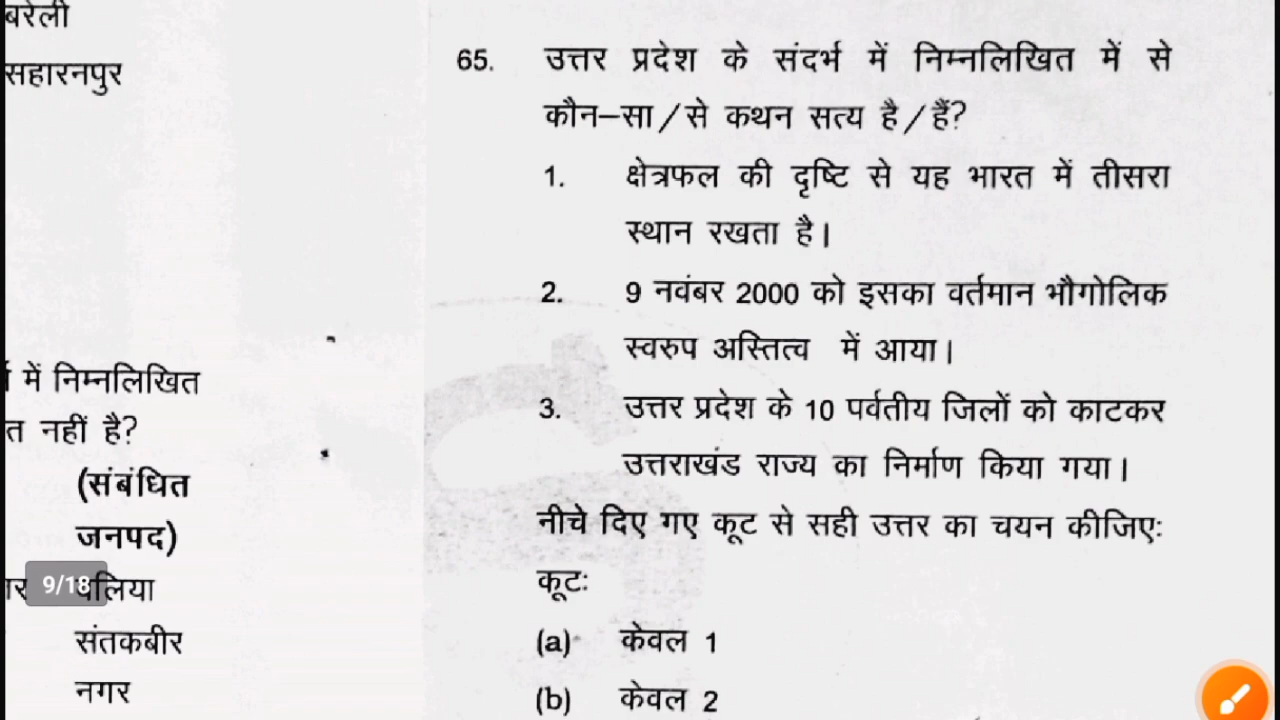 बरेली
सहारनपुर
में निम्नलिखित
त नहीं है?
(संबंधित
जनपद)
9/18
संतकबीर
नगर
65. उत्तर प्रदेश के संदर्भ में निम्नलिखित में से
कौन–सा/से कथन सत्य है/हैं?
1. क्षेत्रफल की दृष्टि से यह भारत में तीसरा
स्थान रखता है।
2. 9 नवंबर 2000 को इसका वर्तमान भौगोलिक
स्वरुप अस्तित्व में आया।
3. उत्तर प्रदेश के 10 पर्वतीय जिलों को काटकर
उत्तराखंड राज्य का निर्माण किया गया।
नीचे दिए गए कूट से सही उत्तर का चयन कीजिएः
कूटः
(a) केवल 1
(b) केवल 2